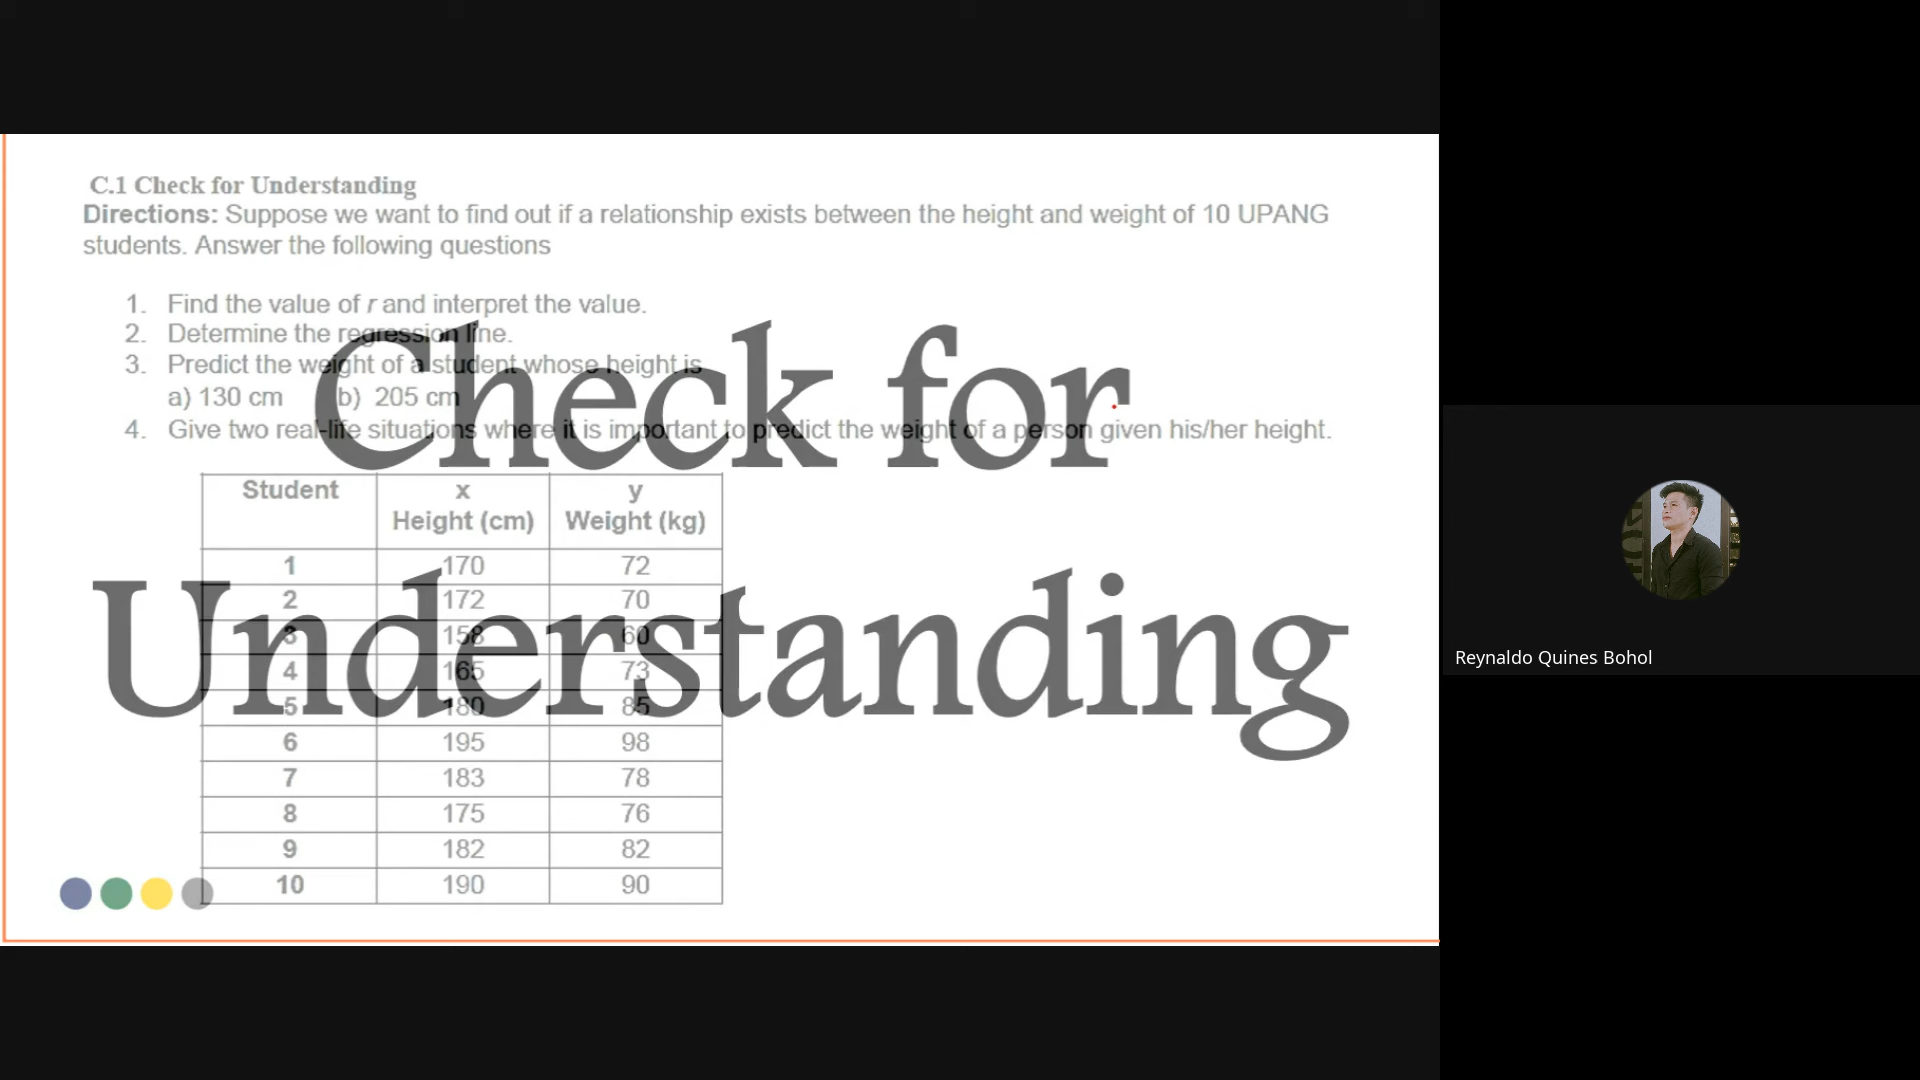 C.1 Check for Understanding
Directions: Suppose we want to find out if a relationship exists between the height and weight of 10 UPANG
students. Answer the following questions
1. Find the value of r and interpret the value.
2. Determine the regression line.
3. Predict the weight of a student whose height is
a) 130 cm b) 205 cm
4. Give two real-life situations where it is important to predict the weight of a person given his/her height.
Check for
Understanding
Student x y
Height (cm) Weight (kg)
1 170 72
2 172 70
3 158 60
4 165 73
5 180 85
6 195 98
7 183 78
8 175 76
9 182 82
10 190 90
Reynaldo Quines Bohol